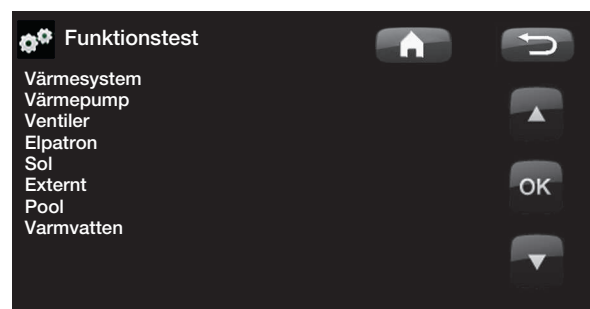 Funktionstest
Värmesystem
Värmepump
Ventiler
Elpatron
Sol
Externt
OK
Pool
Varmvatten